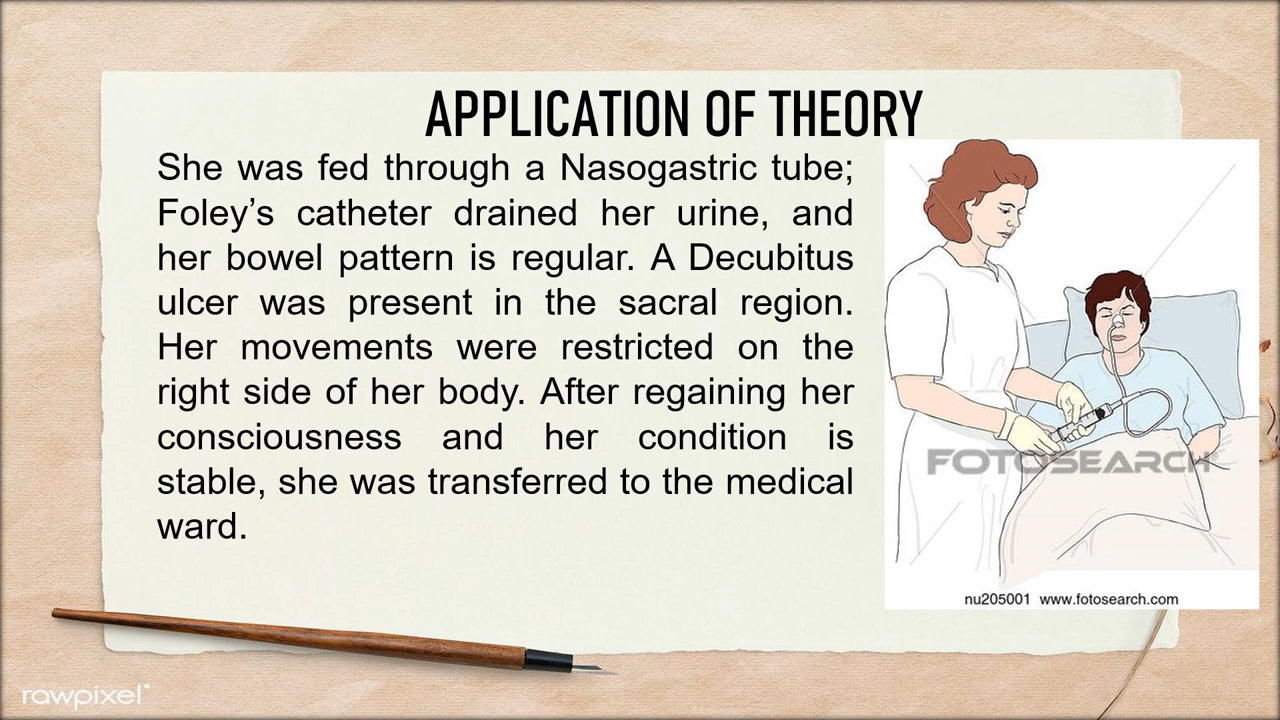 APPLICATION OF THEORY
She was fed through a Nasogastric tube;
Foley’s catheter drained her urine, and
her bowel pattern is regular. A Decubitus
ulcer was present in the sacral region.
Her movements were restricted on the
right side of her body. After regaining her
consciousness and her condition is
stable, she was transferred to the medical
ward.
FOTOSEARCH
nu205001 www.fotosearch.com
rawpixel